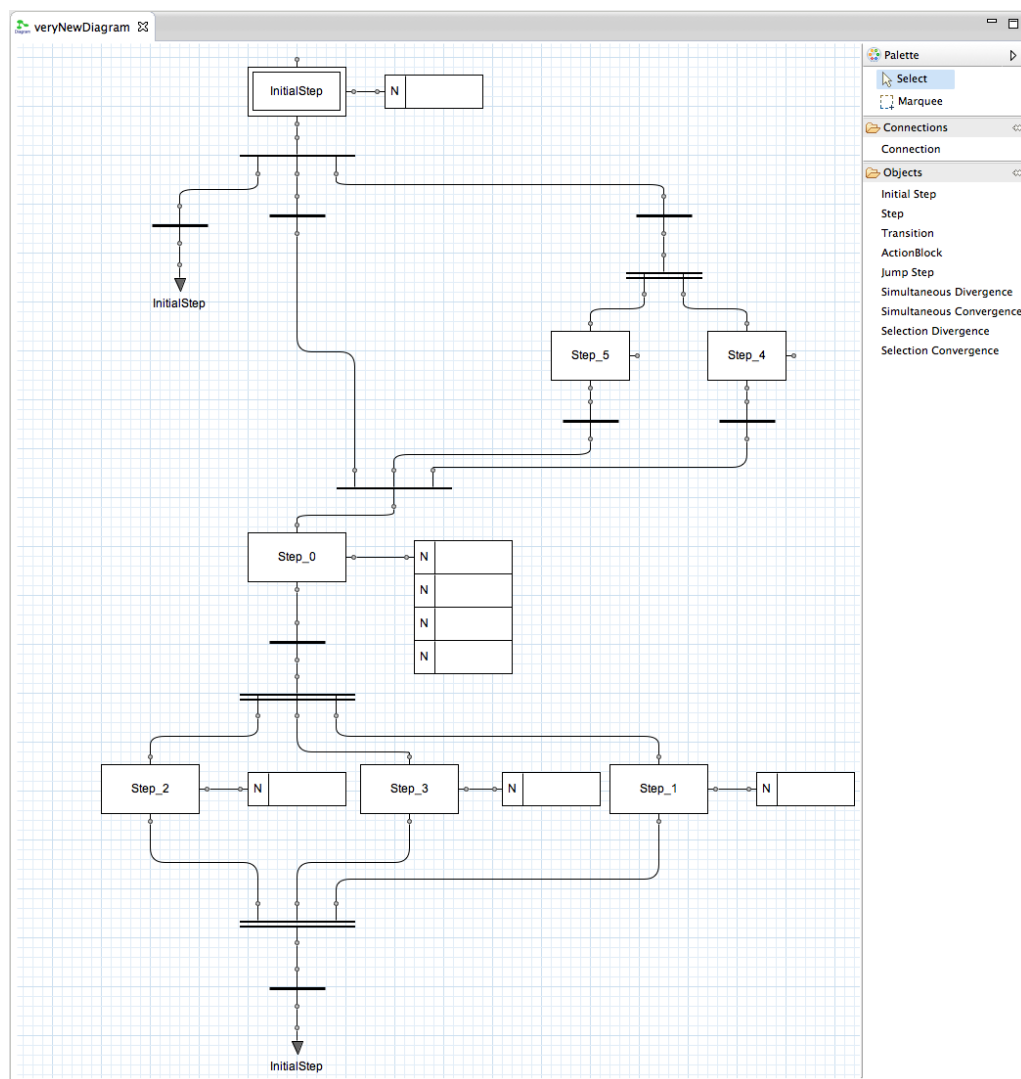 veryNewDiagram
Diagram
InitialStep
N
InitialStep
Step_5
Step_4
Step_0
N
N
N
N
Step_2
N
Step_3
N
Step_1
N
InitialStep
Palette
Select
Marquee
Connections
Connection
Objects
Initial Step
Step
Transition
ActionBlock
Jump Step
Simultaneous Divergence
Simultaneous Convergence
Selection Divergence
Selection Convergence